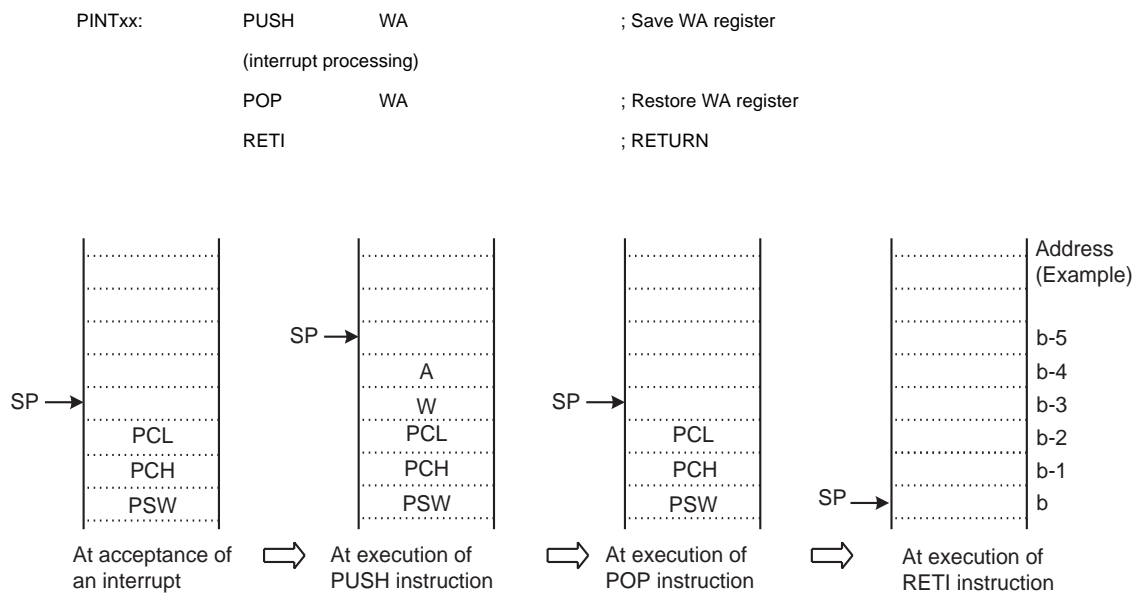 PINTxx: PUSH WA ; Save WA register
(interrupt processing)
POP WA ; Restore WA register
RETI ; RETURN
Address
(Example)
SP b-5
A b-4
SP W SP b-3
PCL PCL PCL b-2
PCH PCH PCH b-1
PSW PSW PSW SP b
At acceptance of At execution of At execution of At execution of
an interrupt PUSH instruction POP instruction RETI instruction